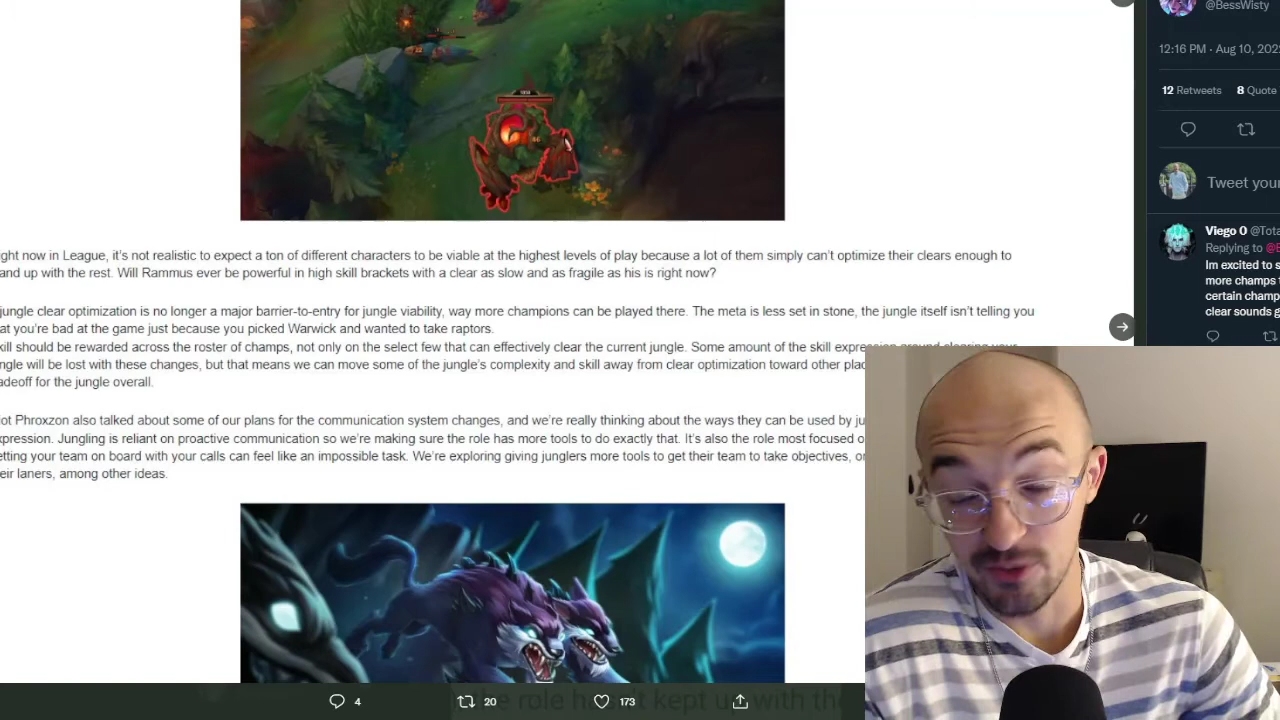 ght now in League, it's not realistic to expect a ton of different characters to be viable at the highest levels of play because a lot of them simply can't optimize their clears enough to
and up with the rest. Will Rammus ever be powerful in high skill brackets with a clear as slow and as fragile as his is right now?
jungle clear optimization is no longer a major barrier-to-entry for jungle viability, way more champions can be played there. The meta is less set in stone, the jungle itself isn't telling you
at you're bad at the game just because you picked Warwick and wanted to take raptors.
kill should be rewarded across the roster of champs, not only on the select few that can effectively clear the current jungle. Some amount of the skill expression around clearing your
ngle will be lost with these changes, but that means we can move some of the jungle's complexity and skill away from clear optimization toward other plac
adeoff for the jungle overall.
ot Phroxzon also talked about some of our plans for the communication system changes, and we're really thinking about the ways they can be used by ju
xpression. Jungling is reliant on proactive communication so we're making sure the role has more tools to do exactly that. It's also the role most focused o
etting your team on board with your calls can feel like an impossible task. We're exploring giving junglers more tools to get their team to take objectives, or
eir laners, among other ideas.
the role hasn't kept up with the
4 20 173
@BessWisty
12:16 PM · Aug 10, 202
12 Retweets 8 Quote
Tweet your
Viego O @Tota
Replying to @B
Im excited to s
more champs t
certain champ
clear sounds g